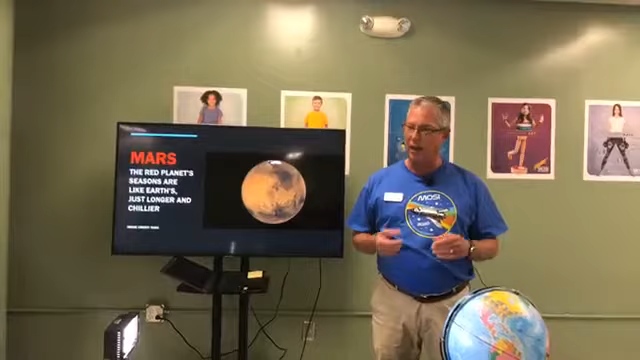 MARS
THE RED PLANET'S
SEASONS ARE
LIKE EARTH'S,
JUST LONGER AND
CHILLIER
MOSI